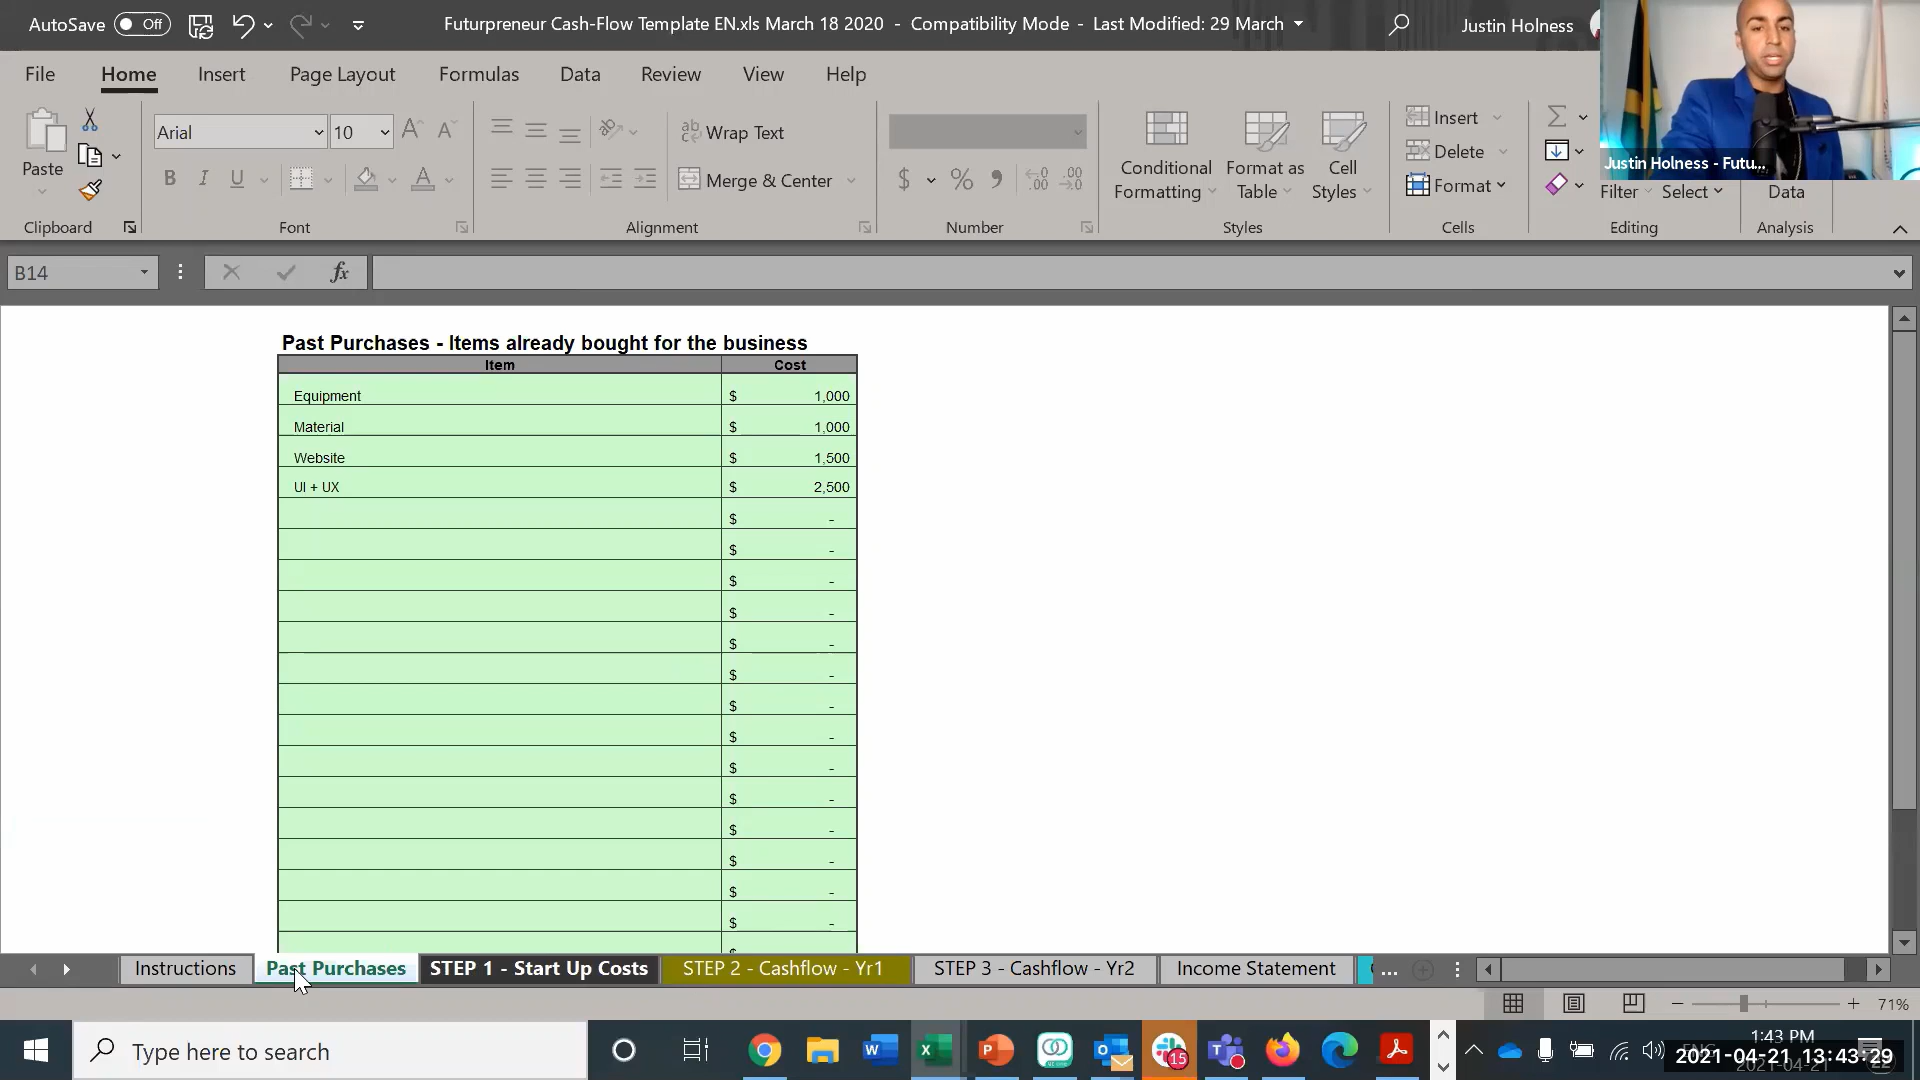 AutoSave Off
Futurpreneur Cash-Flow Template EN.xls March 18 2020 - Compatibility Mode - Last Modified: 29 March
Justin Holness
File Home Insert Page Layout Formulas Data Review View Help
Paste
Clipboard
Arial 10
B I U
Font
Wrap Text
Merge & Center
Alignment
$ % 9
Number
Conditional Formatting
Format as Table
Cell Styles
Styles
Insert
Delete
Format
Cells
Filter Select
Editing
Data
Analysis
Justin Holness - Futu...
B14 fx
Past Purchases - Items already bought for the business
Item Cost
Equipment $ 1,000
Material $ 1,000
Website $ 1,500
UI + UX $ 2,500
$ -
$ -
$ -
$ -
$ -
$ -
$ -
$ -
$ -
$ -
$ -
$ -
$ -
$ -
Instructions Past Purchases STEP 1 - Start Up Costs STEP 2 - Cashflow - Yr1 STEP 3 - Cashflow - Yr2 Income Statement ...
71%
Type here to search
15
1:43 PM
2021-04-21 13:43:29
22